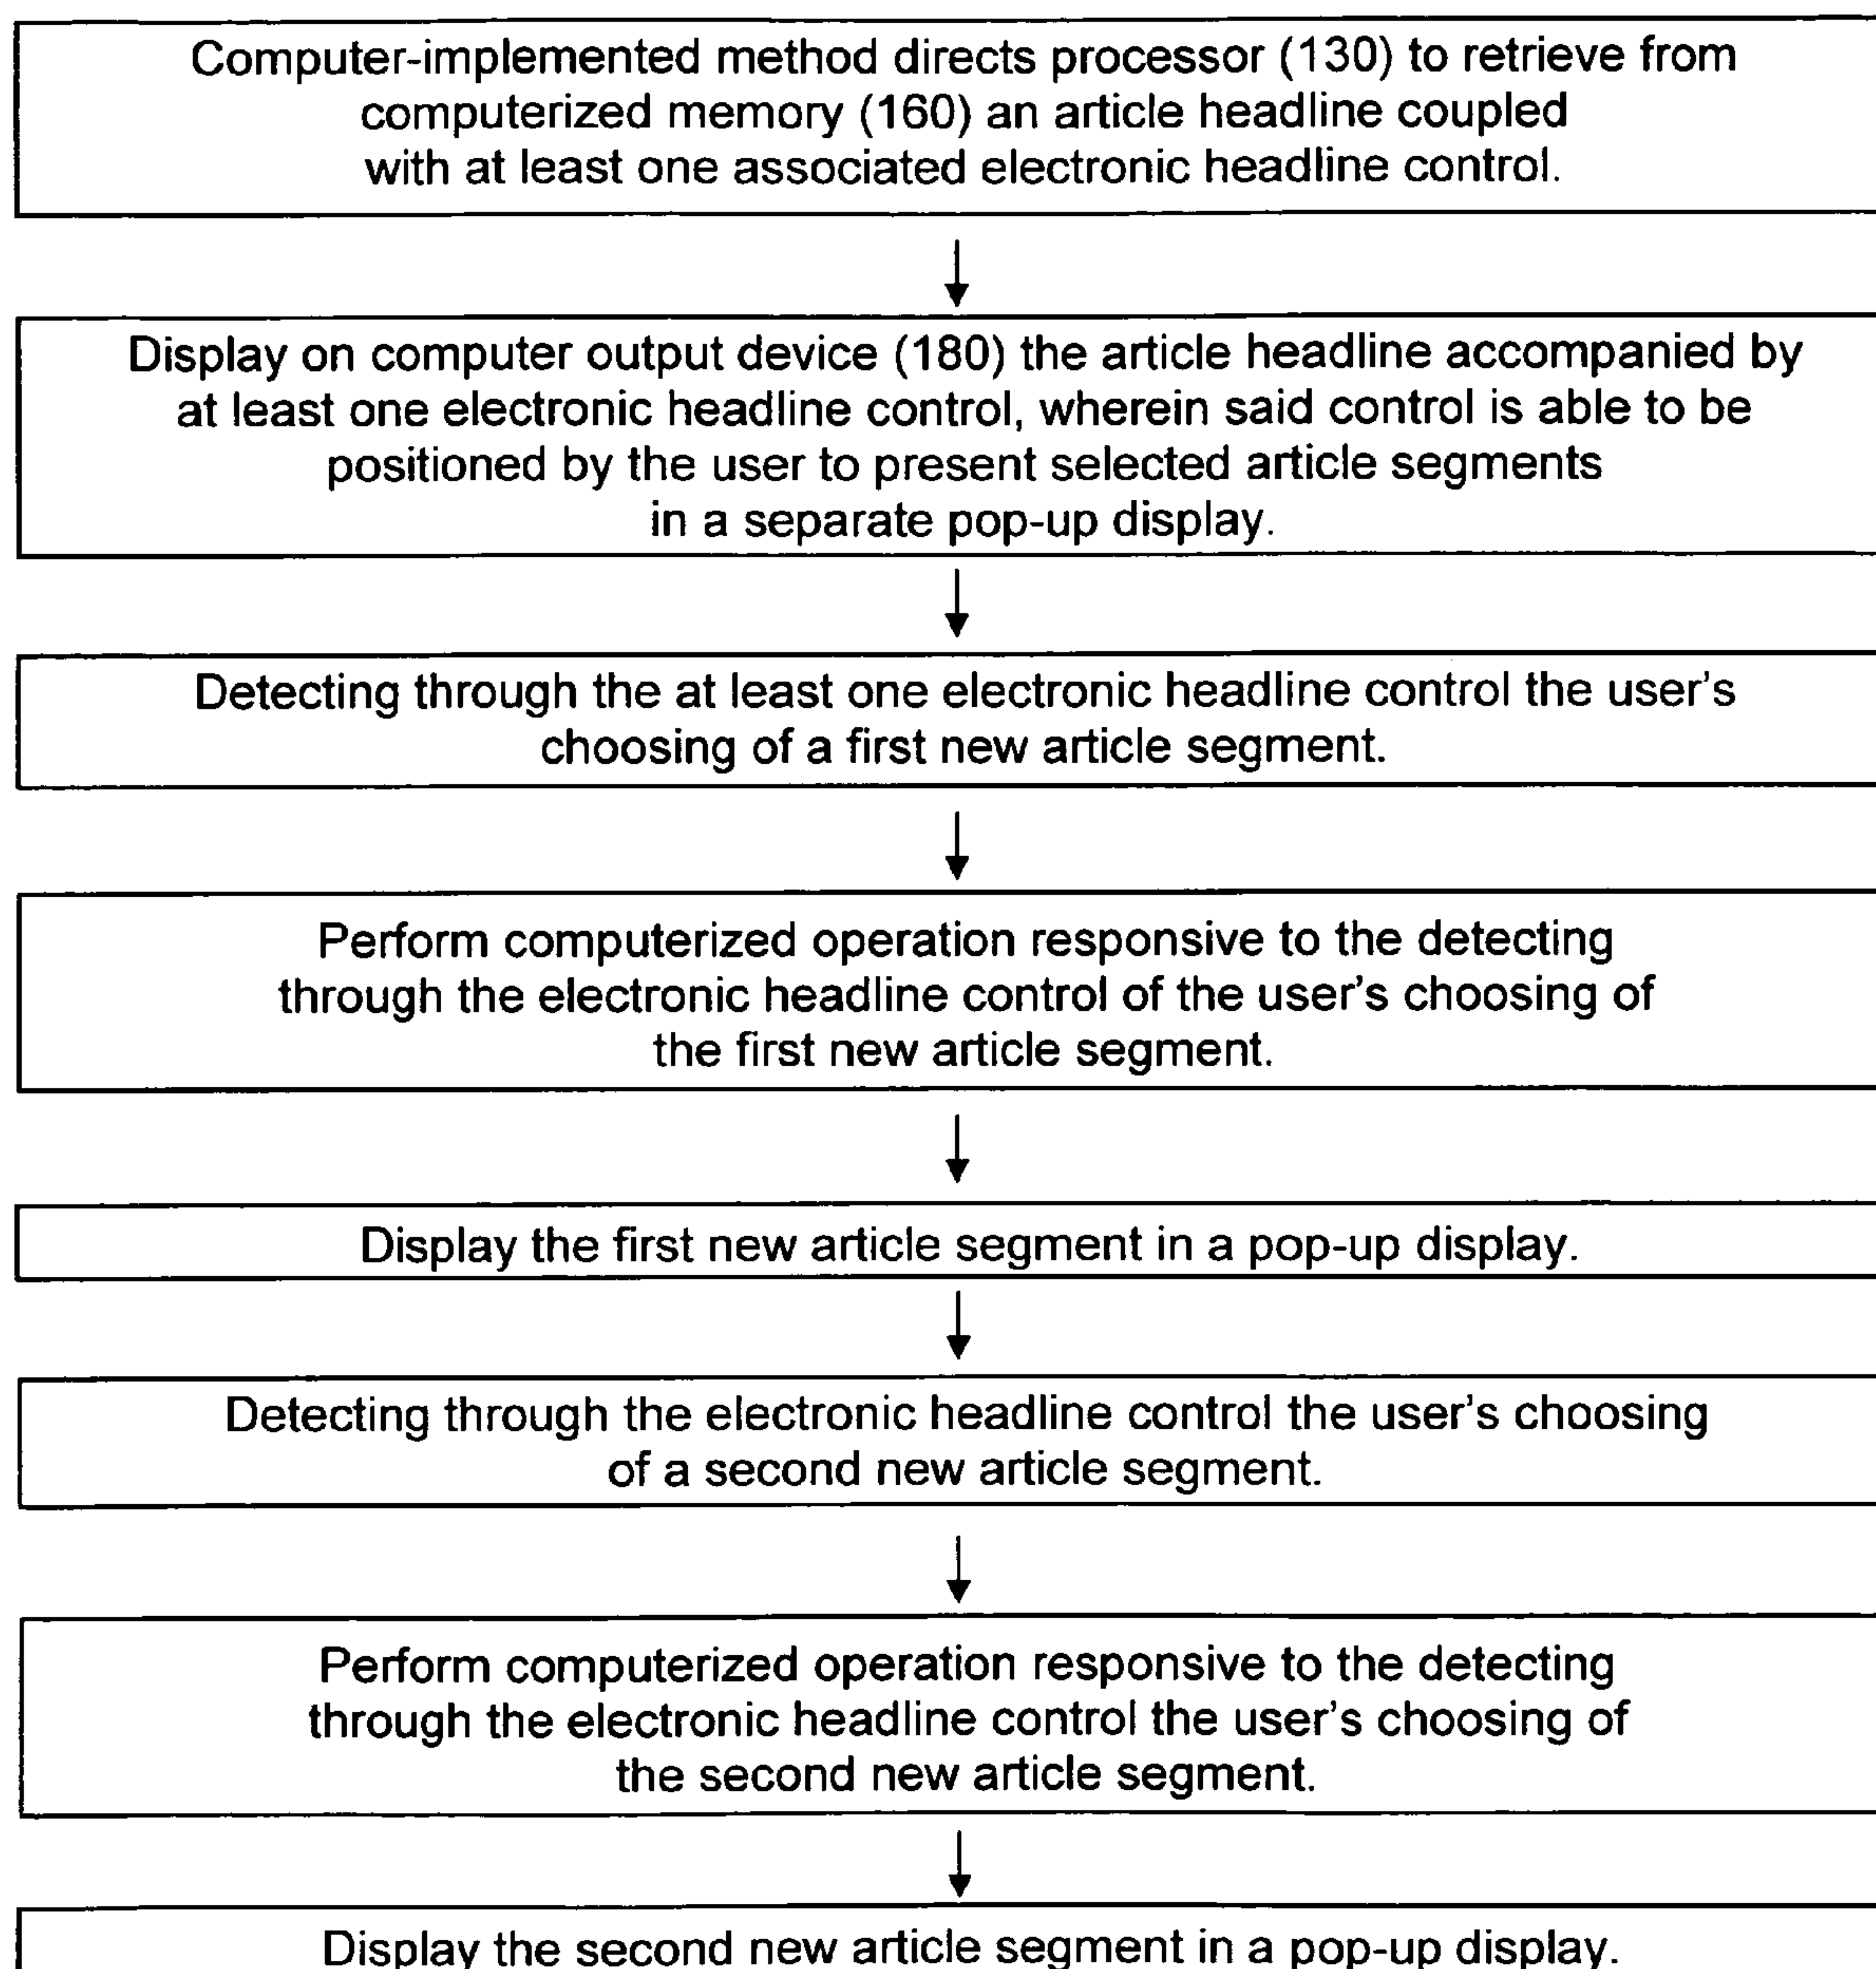 Computer-implemented method directs processor (130) to retrieve from
computerized memory (160) an article headline coupled
with at least one associated electronic headline control.
Display on computer output device (180) the article headline accompanied by
at least one electronic headline control, wherein said control is able to be
positioned by the user to present selected article segments
in a separate pop-up display.
Detecting through the at least one electronic headline control the user's
choosing of a first new article segment.
Perform computerized operation responsive to the detecting
through the electronic headline control of the user's choosing of
the first new article segment.
Display the first new article segment in a pop-up display.
Detecting through the electronic headline control the user's choosing
of a second new article segment.
Perform computerized operation responsive to the detecting
through the electronic headline control the user's choosing of
the second new article segment.
Display the second new article segment in a pop-up display.